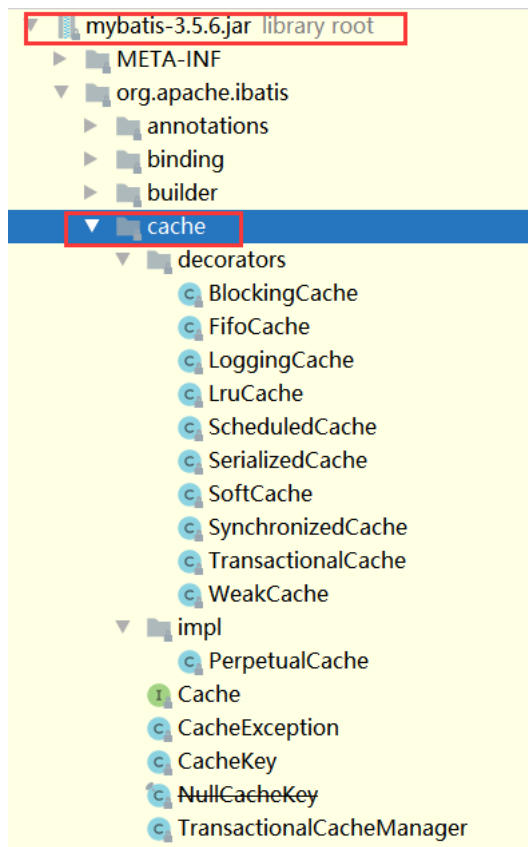 mybatis-3.5.6.jar library root
META-INF
org.apache.ibatis
annotations
binding
builder
cache
decorators
BlockingCache
FifoCache
LoggingCache
LruCache
ScheduledCache
SerializedCache
SoftCache
SynchronizedCache
TransactionalCache
WeakCache
impl
PerpetualCache
Cache
CacheException
CacheKey
NullCacheKey
TransactionalCacheManager